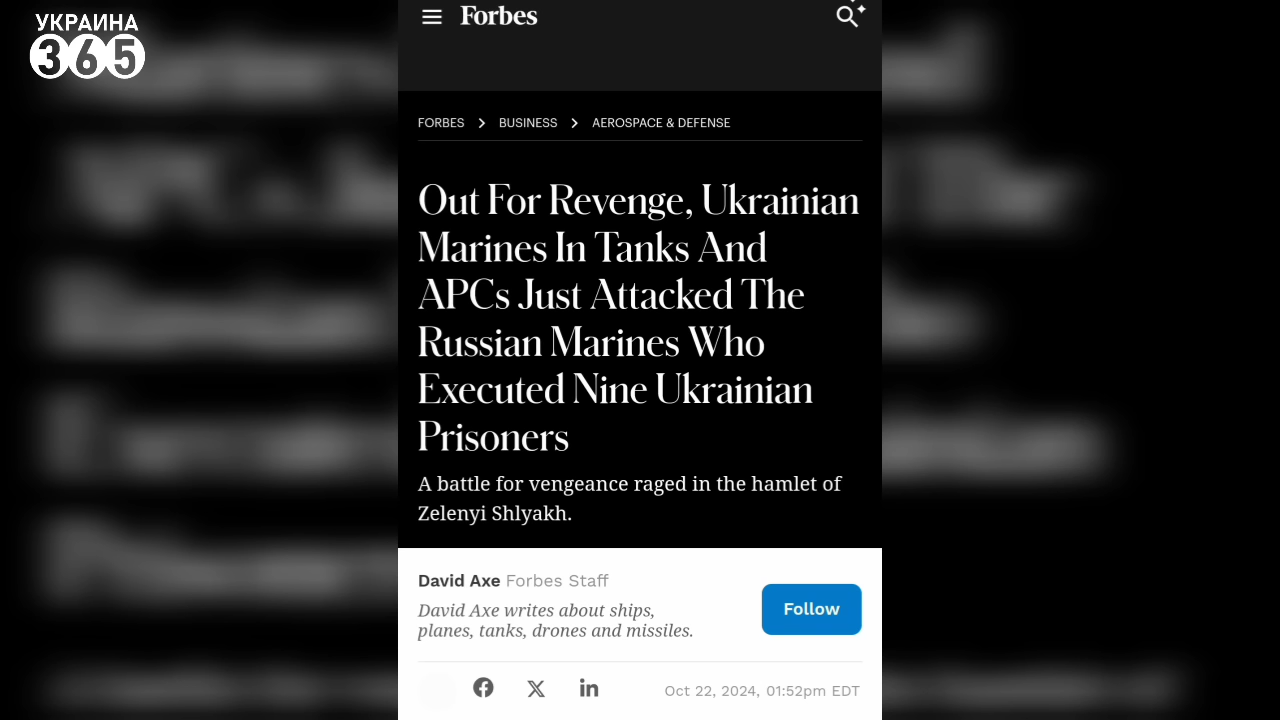 УКРАИНА
365
Forbes
FORBES > BUSINESS > AEROSPACE & DEFENSE
Out For Revenge, Ukrainian
Marines In Tanks And
APCs Just Attacked The
Russian Marines Who
Executed Nine Ukrainian
Prisoners
A battle for vengeance raged in the hamlet of
Zelenyi Shlyakh.
David Axe Forbes Staff
David Axe writes about ships,
planes, tanks, drones and missiles.
Follow
Oct 22, 2024, 01:52pm EDT